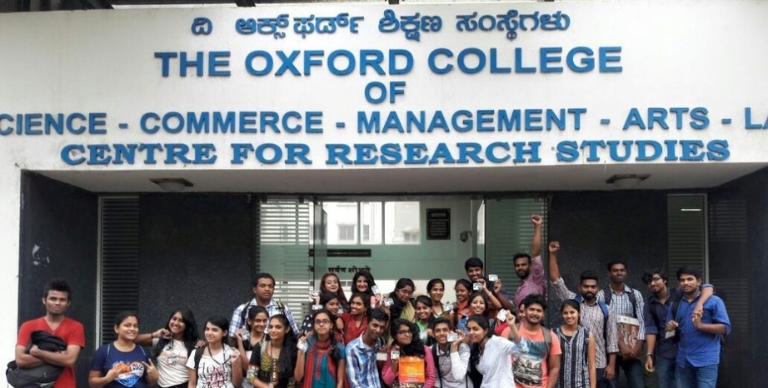 ದಿ ಆಕ್ಸ್‌ಫರ್ಡ್ ಶಿಕ್ಷಣ ಸಂಸ್ಥೆಗಳು
THE OXFORD COLLEGE
OF
CIENCE - COMMERCE - MANAGEMENT - ARTS - LA
CENTRE FOR RESEARCH STUDIES